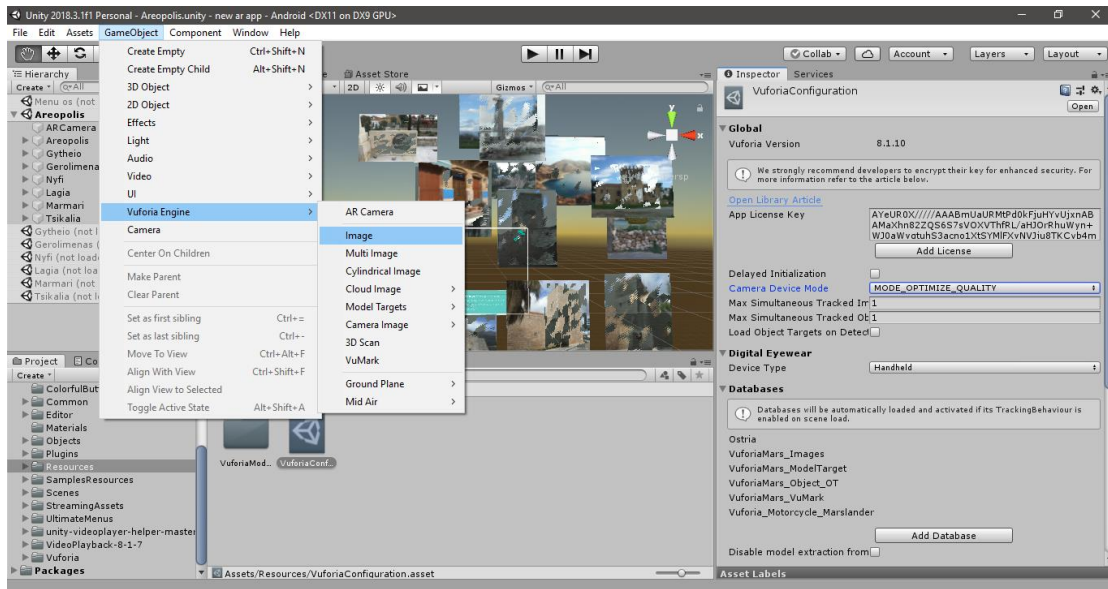 Unity 2018.3.1f1 Personal - Areopolis.unity - new ar app - Android <DX11 on DX9 GPU>
File Edit Assets GameObject Component Window Help
Collab Account Layers Layout
Create Empty Ctrl+Shift+N
Create Empty Child Alt+Shift+N
3D Object
2D Object
Effects
Light
Audio
Video
UI
Vuforia Engine
Camera
Center On Children
Make Parent
Clear Parent
Set as first sibling Ctrl+=
Set as last sibling Ctrl+-
Move To View Ctrl+Alt+F
Align With View Ctrl+Shift+F
Align View to Selected
Toggle Active State Alt+Shift+A
AR Camera
Image
Multi Image
Cylindrical Image
Cloud Image
Model Targets
Camera Image
3D Scan
VuMark
Ground Plane
Mid Air
Hierarchy
Create All
Menu os (not
Areopolis
ARCamera
Areopolis
Gytheio
Gerolimena
Nyfi
Lagia
Marmari
Tsikalia
Gytheio (not l
Gerolimenas (
Nyfi (not load
Lagia (not loa
Marmari (not
Tsikalia (not l
Asset Store
2D Gizmos All
y
x
Persp
Project Co
Create
ColorfulBut
Common
Editor
Materials
Objects
Plugins
Resources
SamplesResources
Scenes
StreamingAssets
UltimateMenus
unity-videoplayer-helper-master
VideoPlayback-8-1-7
Vuforia
Packages
VuforiaMod... VuforiaConf...
Assets/Resources/VuforiaConfiguration.asset
Inspector Services
VuforiaConfiguration
Open
Global
Vuforia Version 8.1.10
We strongly recommend developers to encrypt their key for enhanced security. For
more information refer to the article below.
Open Library Article
App License Key
Add License
Delayed Initialization
Camera Device Mode MODE_OPTIMIZE_QUALITY
Max Simultaneous Tracked Im 1
Max Simultaneous Tracked Ob 1
Load Object Targets on Detect
Digital Eyewear
Device Type Handheld
Databases
Databases will be automatically loaded and activated if its TrackingBehaviour is
enabled on scene load.
Ostria
VuforiaMars_Images
VuforiaMars_ModelTarget
VuforiaMars_Object_OT
VuforiaMars_VuMark
Vuforia_Motorcycle_Marslander
Add Database
Disable model extraction from
Asset Labels